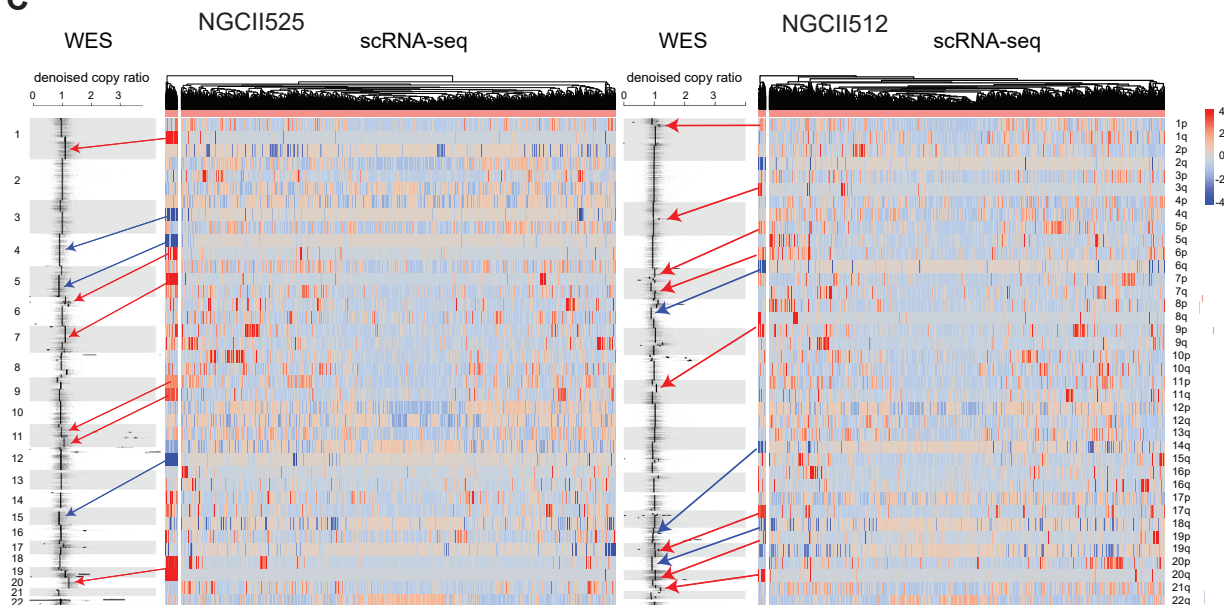 C
NGCII525
NGCII512
WES
scRNA-seq
WES
scRNA-seq
denoised copy ratio
denoised copy ratio
0 1 2 3
0 1 2 3
1
2
3
4
5
6
7
8
9
10
11
12
13
14
15
16
17
18
19
20
21
22
1p
1q
2p
2q
3p
3q
4p
4q
5p
5q
6p
6q
7p
7q
8p
8q
9p
9q
10p
10q
11p
11q
12p
12q
13q
14q
15q
16p
16q
17p
17q
18q
19p
19q
20p
20q
21q
22q
4
2
0
-2
-4